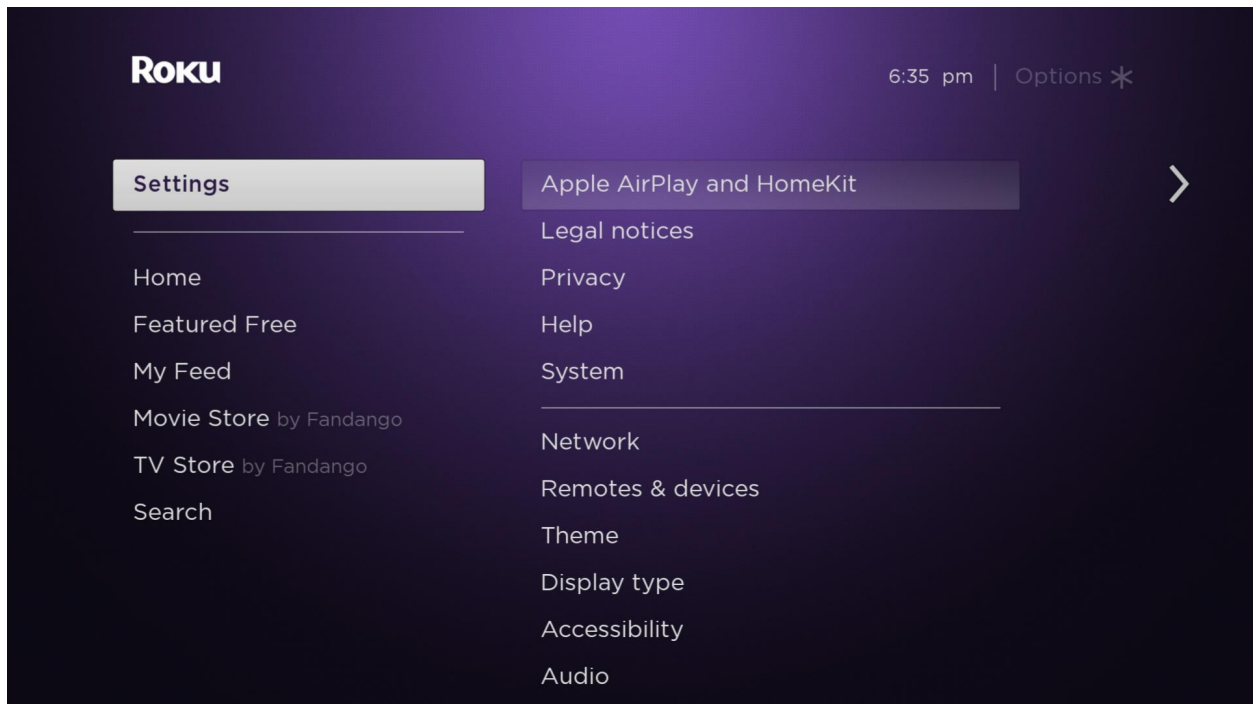 Roku
6:35 pm | Options
Settings
Home
Featured Free
My Feed
Movie Store by Fandango
TV Store by Fandango
Search
Apple AirPlay and HomeKit
Legal notices
Privacy
Help
System
Network
Remotes & devices
Theme
Display type
Accessibility
Audio